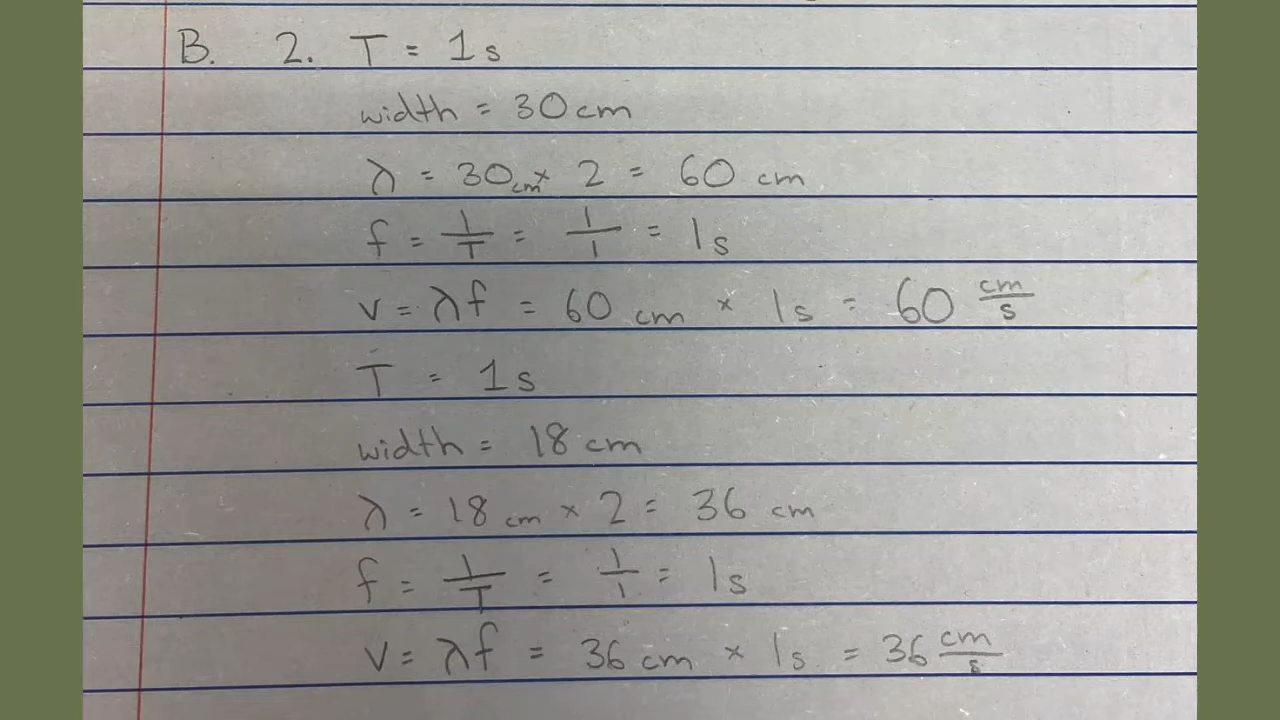 B. 2. T = 1s
width = 30cm
λ = 30cm × 2 = 60 cm
f = 1/T = 1/1 = 1s
v = λf = 60 cm × 1s = 60 cm/s
T = 1s
width = 18 cm
λ = 18 cm × 2 = 36 cm
f = 1/T = 1/1 = 1s
v = λf = 36 cm × 1s = 36 cm/s